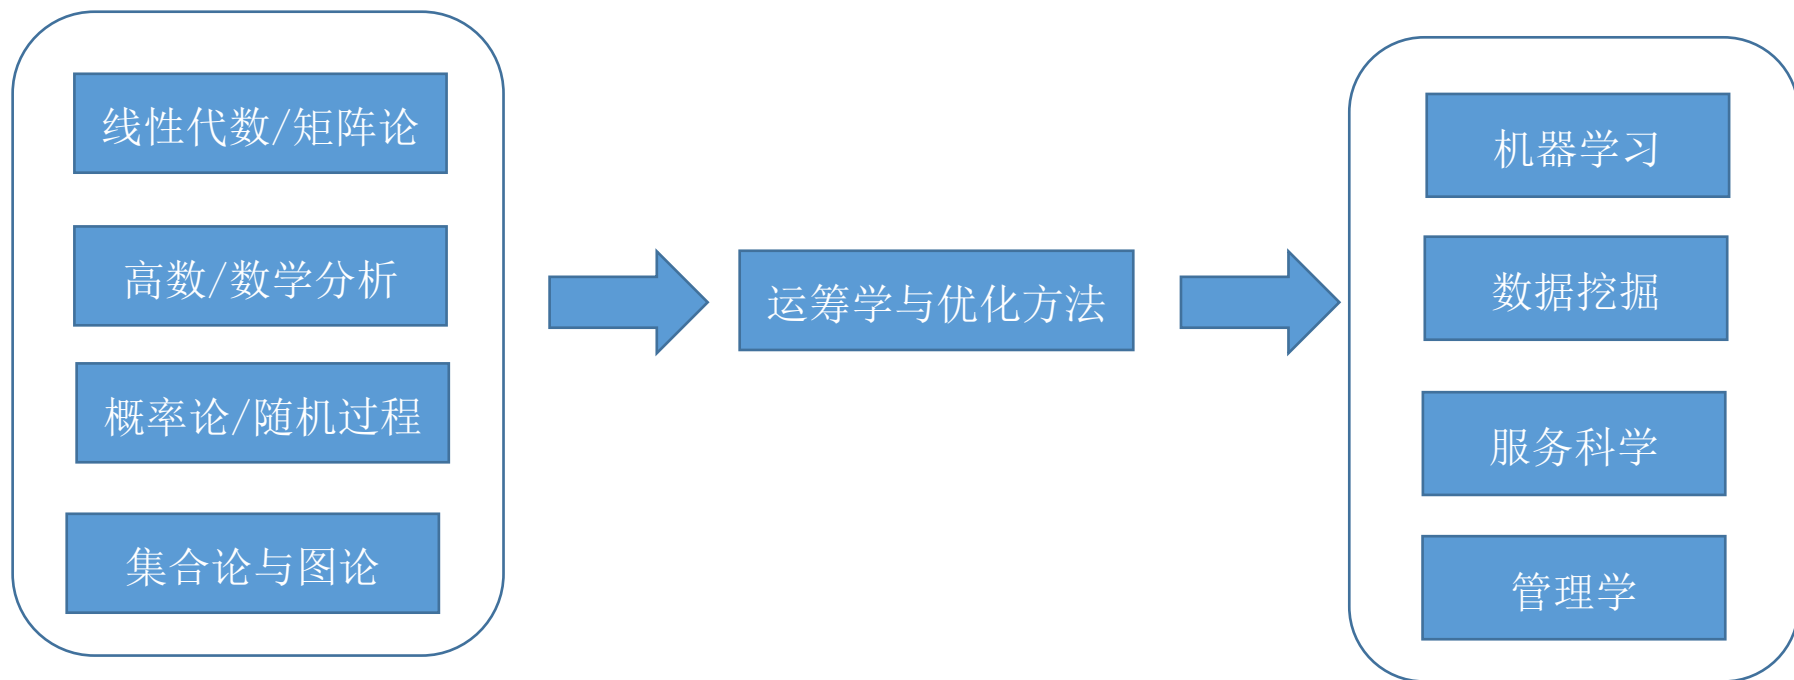 线性代数/矩阵论
高数/数学分析
概率论/随机过程
集合论与图论
运筹学与优化方法
机器学习
数据挖掘
服务科学
管理学